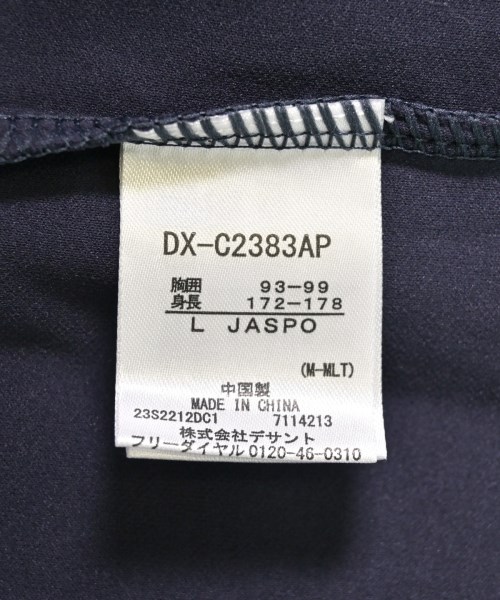 DX-C2383AP
胸囲 93-99
身長 172-178
L JASPO
(M-MLT)
中国製
MADE IN CHINA
23S2212DC1 7114213
株式会社デサント
フリーダイヤル 0120-46-0310